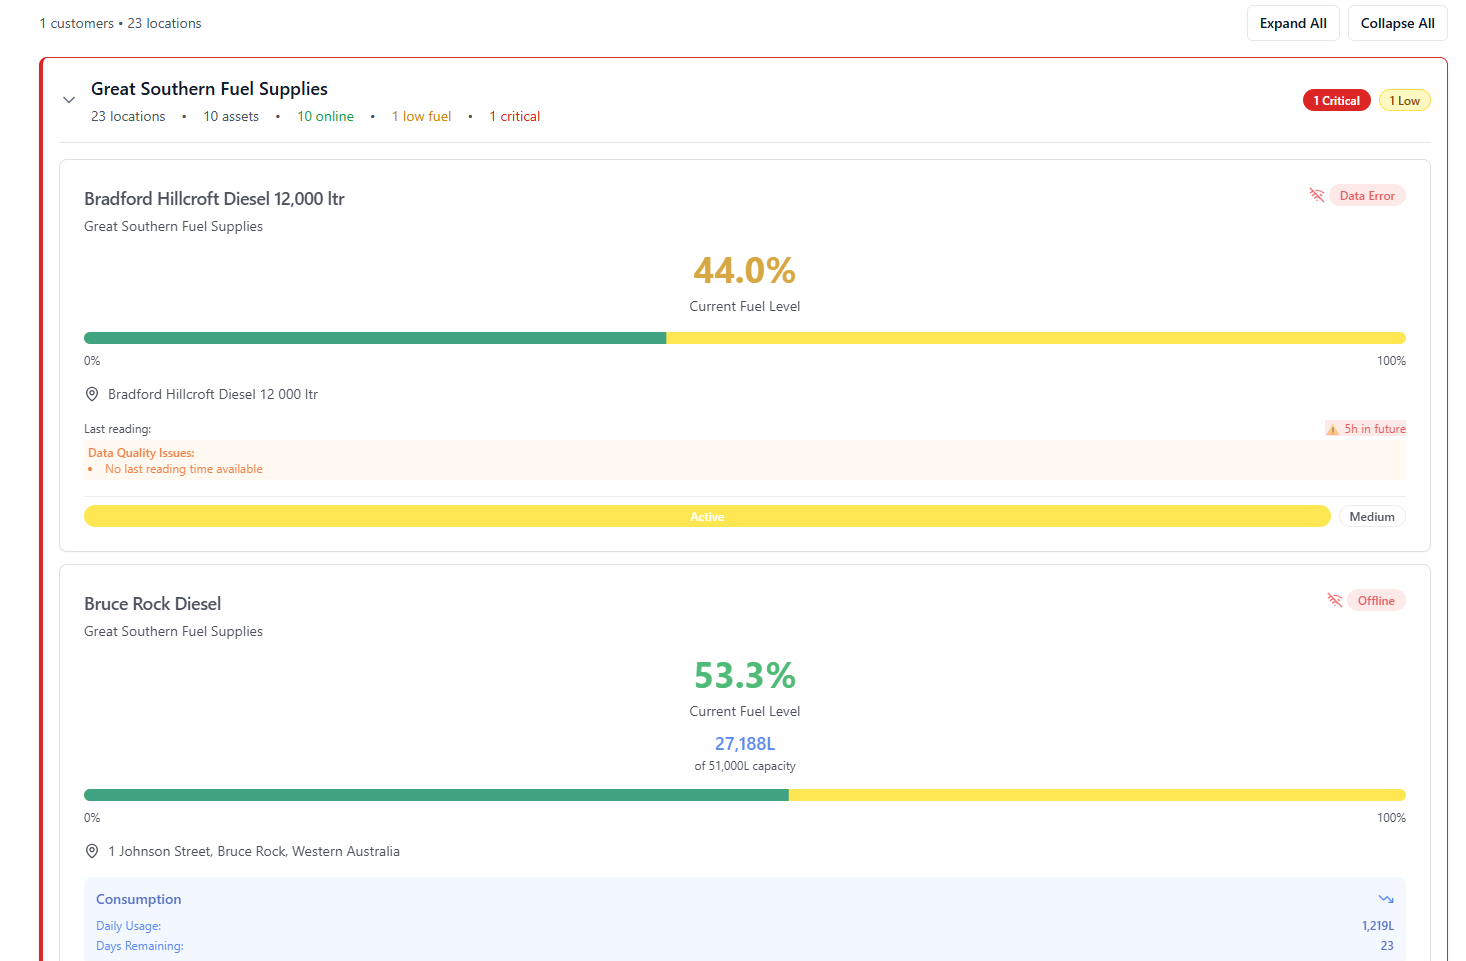 1 customers • 23 locations
Expand All
Collapse All
Great Southern Fuel Supplies
23 locations • 10 assets • 10 online • 1 low fuel • 1 critical
1 Critical
1 Low
Bradford Hillcroft Diesel 12,000 ltr
Data Error
Great Southern Fuel Supplies
44.0%
Current Fuel Level
0%
100%
Bradford Hillcroft Diesel 12 000 ltr
Last reading:
5h in future
Data Quality Issues:
• No last reading time available
Active
Medium
Bruce Rock Diesel
Offline
Great Southern Fuel Supplies
53.3%
Current Fuel Level
27,188L
of 51,000L capacity
0%
100%
1 Johnson Street, Bruce Rock, Western Australia
Consumption
Daily Usage:
1,219L
Days Remaining:
23